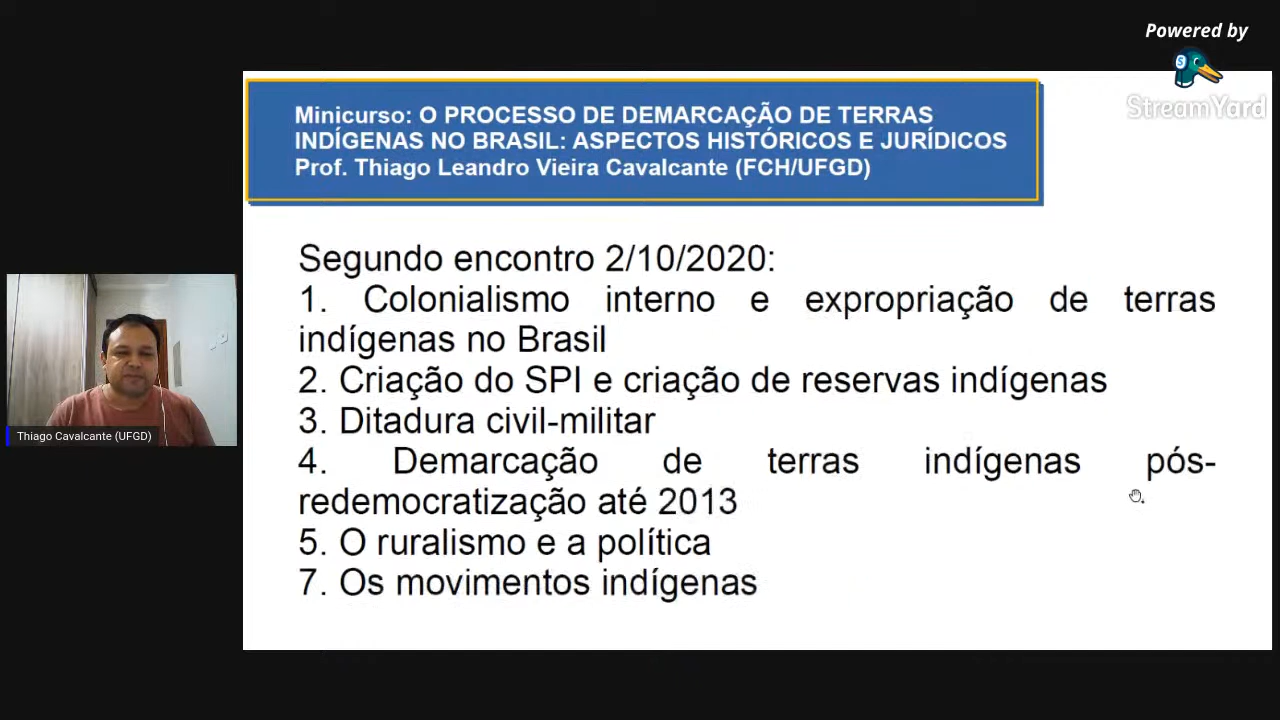 Powered by
StreamYard
Minicurso: O PROCESSO DE DEMARCAÇÃO DE TERRAS
INDÍGENAS NO BRASIL: ASPECTOS HISTÓRICOS E JURÍDICOS
Prof. Thiago Leandro Vieira Cavalcante (FCH/UFGD)
Segundo encontro 2/10/2020:
1. Colonialismo interno e expropriação de terras
indígenas no Brasil
2. Criação do SPI e criação de reservas indígenas
3. Ditadura civil-militar
4. Demarcação de terras indígenas pós-
redemocratização até 2013
5. O ruralismo e a política
7. Os movimentos indígenas
Thiago Cavalcante (UFGD)